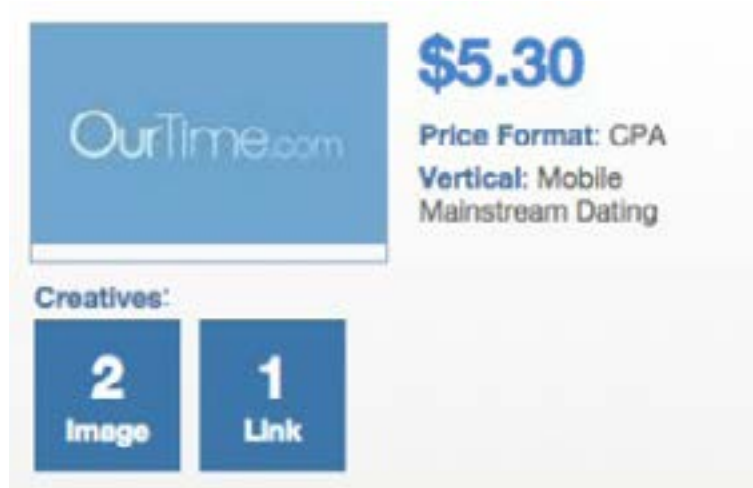 OurTime.com
$5.30
Price Format: CPA
Vertical: Mobile
Mainstream Dating
Creatives:
2
Image
1
Link